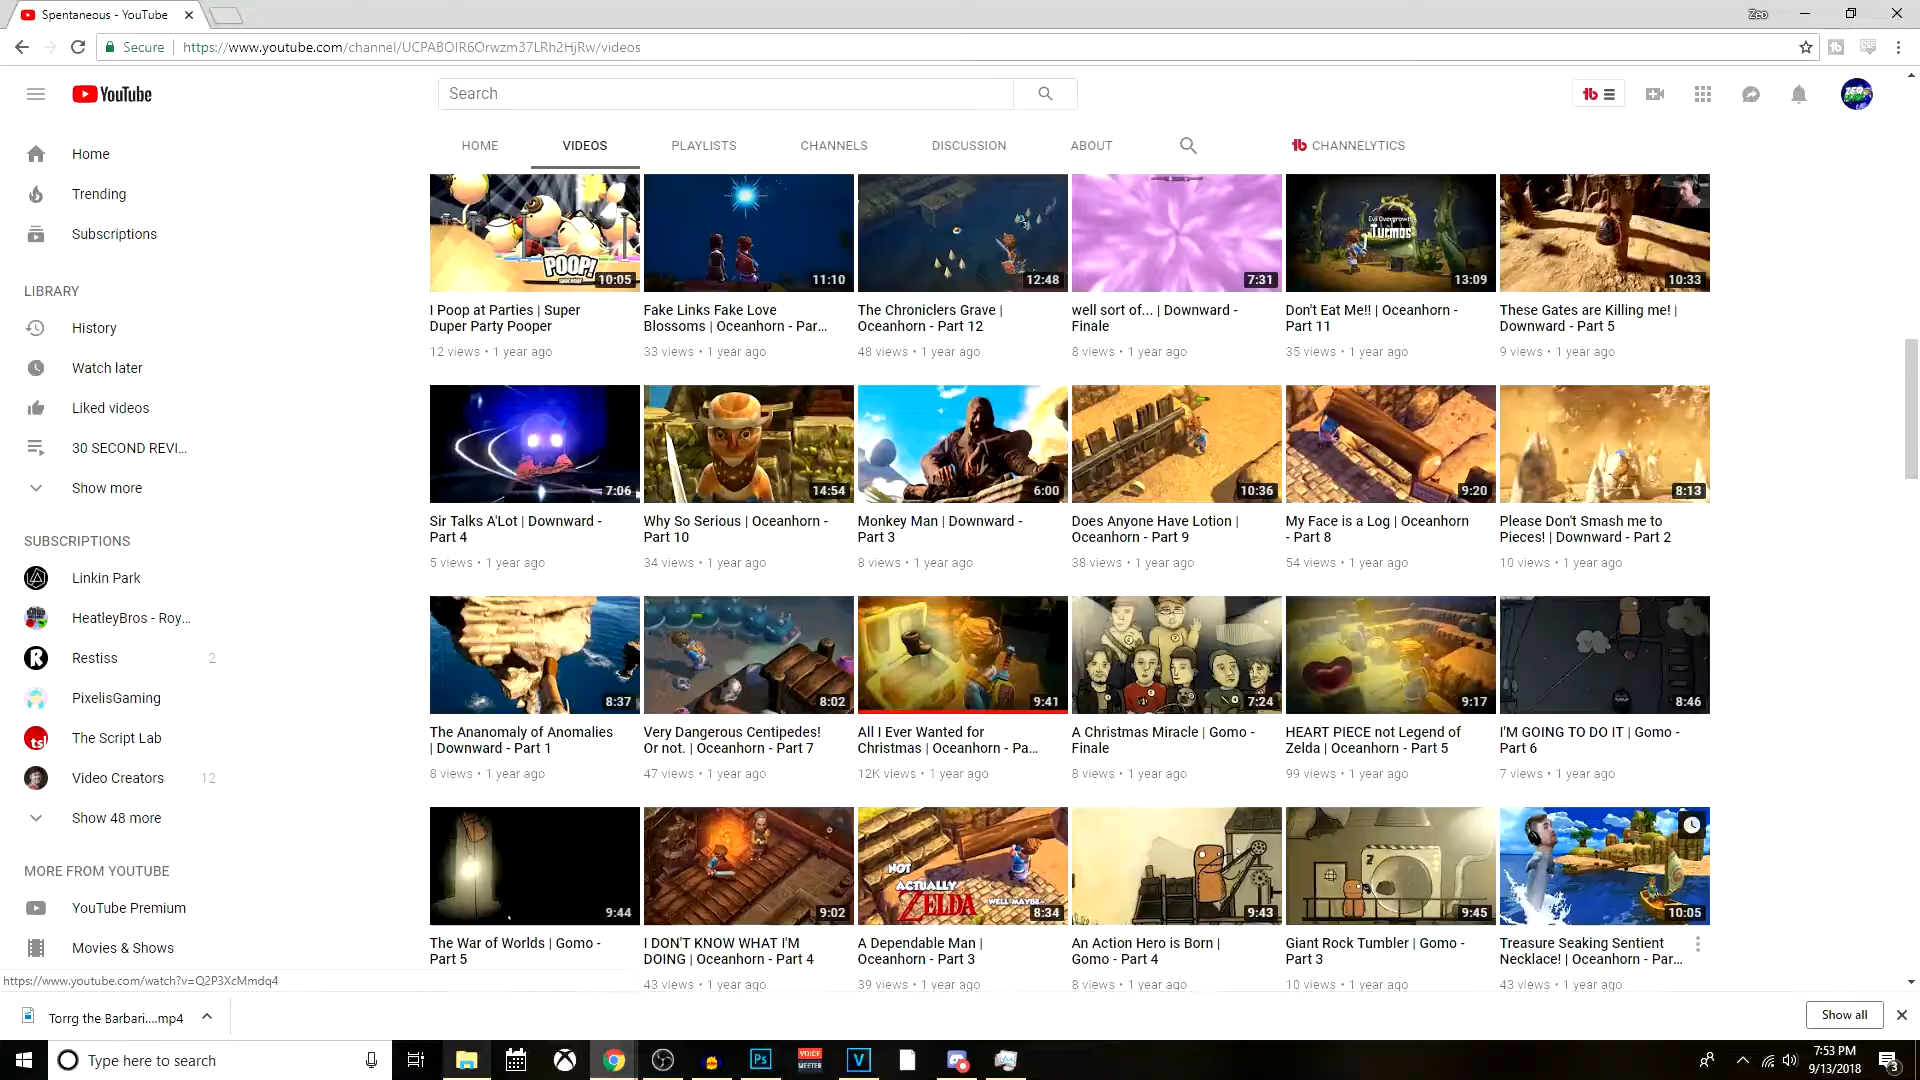 Spentaneous - YouTube
Zeo
Secure
https://www.youtube.com/channel/UCPABOIR6Orwzm37LRh2HjRw/videos
YouTube
Search
HOME
VIDEOS
PLAYLISTS
CHANNELS
DISCUSSION
ABOUT
CHANNELYTICS
Home
Trending
Subscriptions
LIBRARY
History
Watch later
Liked videos
30 SECOND REVI...
Show more
SUBSCRIPTIONS
Linkin Park
HeatleyBros - Roy...
Restiss 2
PixelisGaming
The Script Lab
Video Creators 12
Show 48 more
MORE FROM YOUTUBE
YouTube Premium
Movies & Shows
POOP!
10:05
11:10
12:48
7:31
Evil Overgrowth
Turmos
13:09
10:33
I Poop at Parties | Super
Duper Party Pooper
12 views • 1 year ago
Fake Links Fake Love
Blossoms | Oceanhorn - Par...
33 views • 1 year ago
The Chroniclers Grave |
Oceanhorn - Part 12
48 views • 1 year ago
well sort of... | Downward -
Finale
8 views • 1 year ago
Don't Eat Me!! | Oceanhorn -
Part 11
35 views • 1 year ago
These Gates are Killing me! |
Downward - Part 5
9 views • 1 year ago
7:06
14:54
6:00
10:36
9:20
8:13
Sir Talks A'Lot | Downward -
Part 4
5 views • 1 year ago
Why So Serious | Oceanhorn -
Part 10
34 views • 1 year ago
Monkey Man | Downward -
Part 3
8 views • 1 year ago
Does Anyone Have Lotion |
Oceanhorn - Part 9
38 views • 1 year ago
My Face is a Log | Oceanhorn
- Part 8
54 views • 1 year ago
Please Don't Smash me to
Pieces! | Downward - Part 2
10 views • 1 year ago
8:37
8:02
9:41
7:24
9:17
8:46
The Ananomaly of Anomalies
| Downward - Part 1
8 views • 1 year ago
Very Dangerous Centipedes!
Or not. | Oceanhorn - Part 7
47 views • 1 year ago
All I Ever Wanted for
Christmas | Oceanhorn - Pa...
12K views • 1 year ago
A Christmas Miracle | Gomo -
Finale
8 views • 1 year ago
HEART PIECE not Legend of
Zelda | Oceanhorn - Part 5
99 views • 1 year ago
I'M GOING TO DO IT | Gomo -
Part 6
7 views • 1 year ago
9:44
9:02
NOT
ACTUALLY
ZELDA
WELL MAYBE..
8:34
9:43
9:45
10:05
The War of Worlds | Gomo -
Part 5
I DON'T KNOW WHAT I'M
DOING | Oceanhorn - Part 4
43 views • 1 year ago
A Dependable Man |
Oceanhorn - Part 3
39 views • 1 year ago
An Action Hero is Born |
Gomo - Part 4
8 views • 1 year ago
Giant Rock Tumbler | Gomo -
Part 3
10 views • 1 year ago
Treasure Seaking Sentient
Necklace! | Oceanhorn - Par...
43 views • 1 year ago
https://www.youtube.com/watch?v=Q2P3XcMmdq4
Torrg the Barbari....mp4
Show all
Type here to search
Ps
VOICE
MEETER
V
7:53 PM
9/13/2018
3